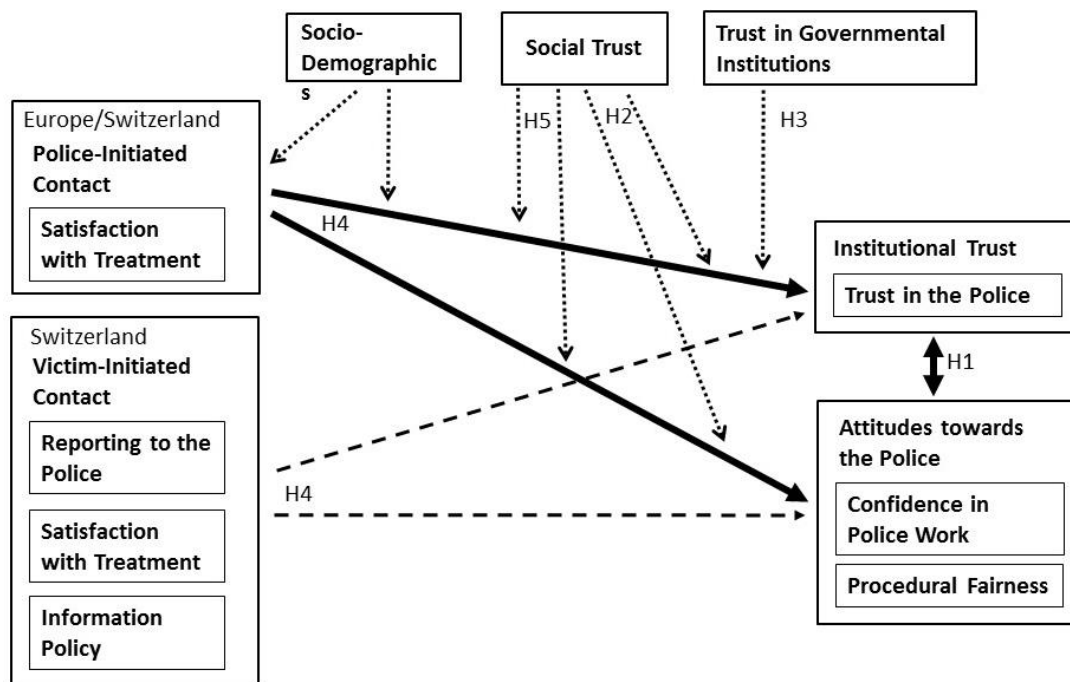 Socio-
Demographic
s
Social Trust
Trust in Governmental
Institutions
Europe/Switzerland
Police-Initiated
Contact
Satisfaction
with Treatment
H5
H2
H3
H4
Institutional Trust
Trust in the Police
H1
Switzerland
Victim-Initiated
Contact
Reporting to the
Police
Satisfaction
with Treatment
Information
Policy
H4
Attitudes towards
the Police
Confidence in
Police Work
Procedural Fairness